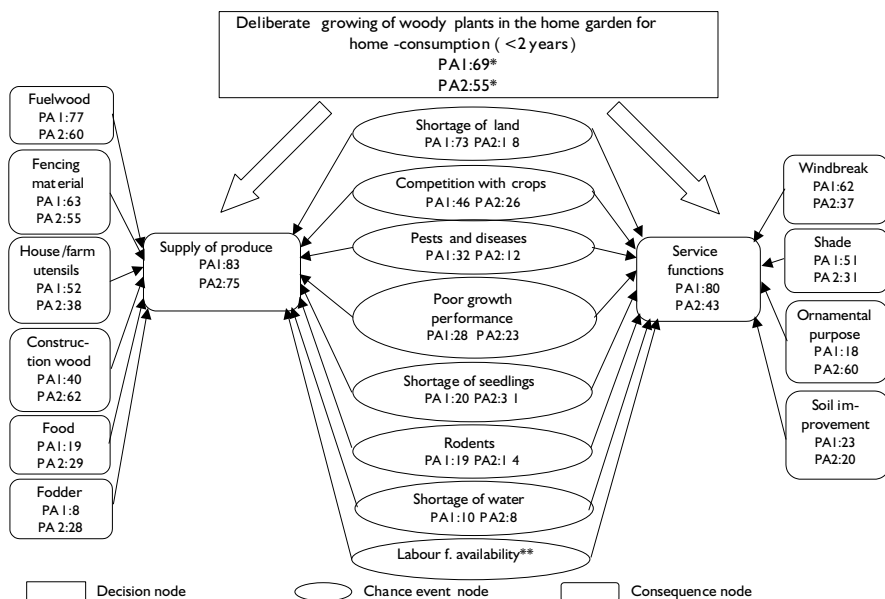 Deliberate growing of woody plants in the home garden for
home -consumption ( <2 years)
PA1:69*
PA2:55*
Fuelwood
PA1:77
PA2:60
Fencing
material
PA1:63
PA2:55
House/farm
utensils
PA1:52
PA2:38
Construc-
tion wood
PA1:40
PA2:62
Food
PA1:19
PA2:29
Fodder
PA1:8
PA2:28
Supply of produce
PA1:83
PA2:75
Shortage of land
PA1:73 PA2:1 8
Competition with crops
PA1:46 PA2:26
Pests and diseases
PA1:32 PA2:12
Poor growth
performance
PA1:28 PA2:23
Shortage of seedlings
PA1:20 PA2:3 1
Rodents
PA1:19 PA2:1 4
Shortage of water
PA1:10 PA2:8
Labour f. availability**
Service
functions
PA1:80
PA2:43
Windbreak
PA1:62
PA2:37
Shade
PA1:51
PA2:31
Ornamental
purpose
PA1:18
PA2:60
Soil im-
provement
PA1:23
PA2:20
Decision node
Chance event node
Consequence node